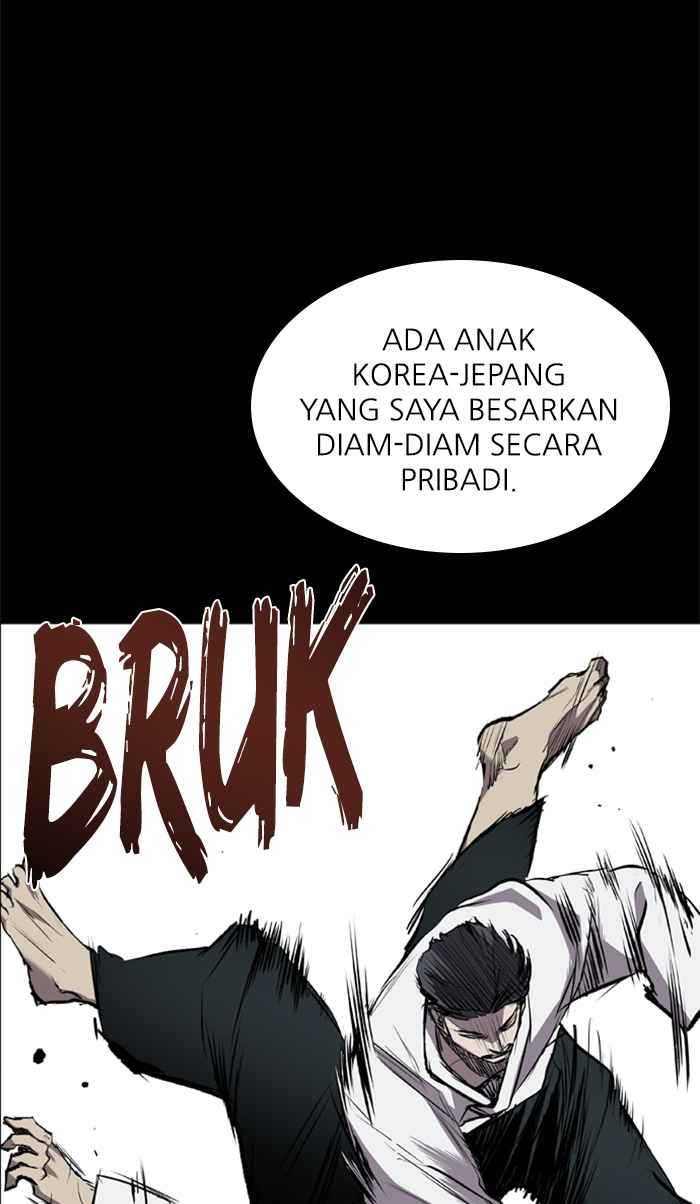 ADA ANAK
KOREA-JEPANG
YANG SAYA BESARKAN
DIAM-DIAM SECARA
PRIBADI.
BRUK